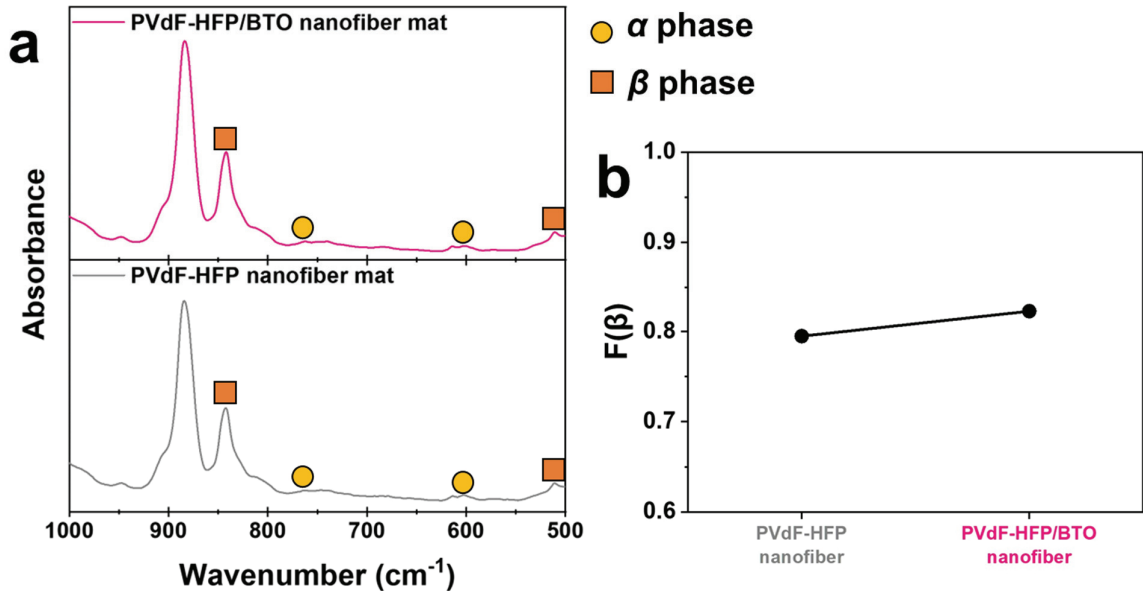 a
PVdF-HFP/BTO nanofiber mat
PVdF-HFP nanofiber mat
Absorbance
1000 900 800 700 600 500
Wavenumber (cm⁻¹)
α phase
β phase
b
1.0
0.9
0.8
0.7
0.6
F(β)
PVdF-HFP
nanofiber
PVdF-HFP/BTO
nanofiber